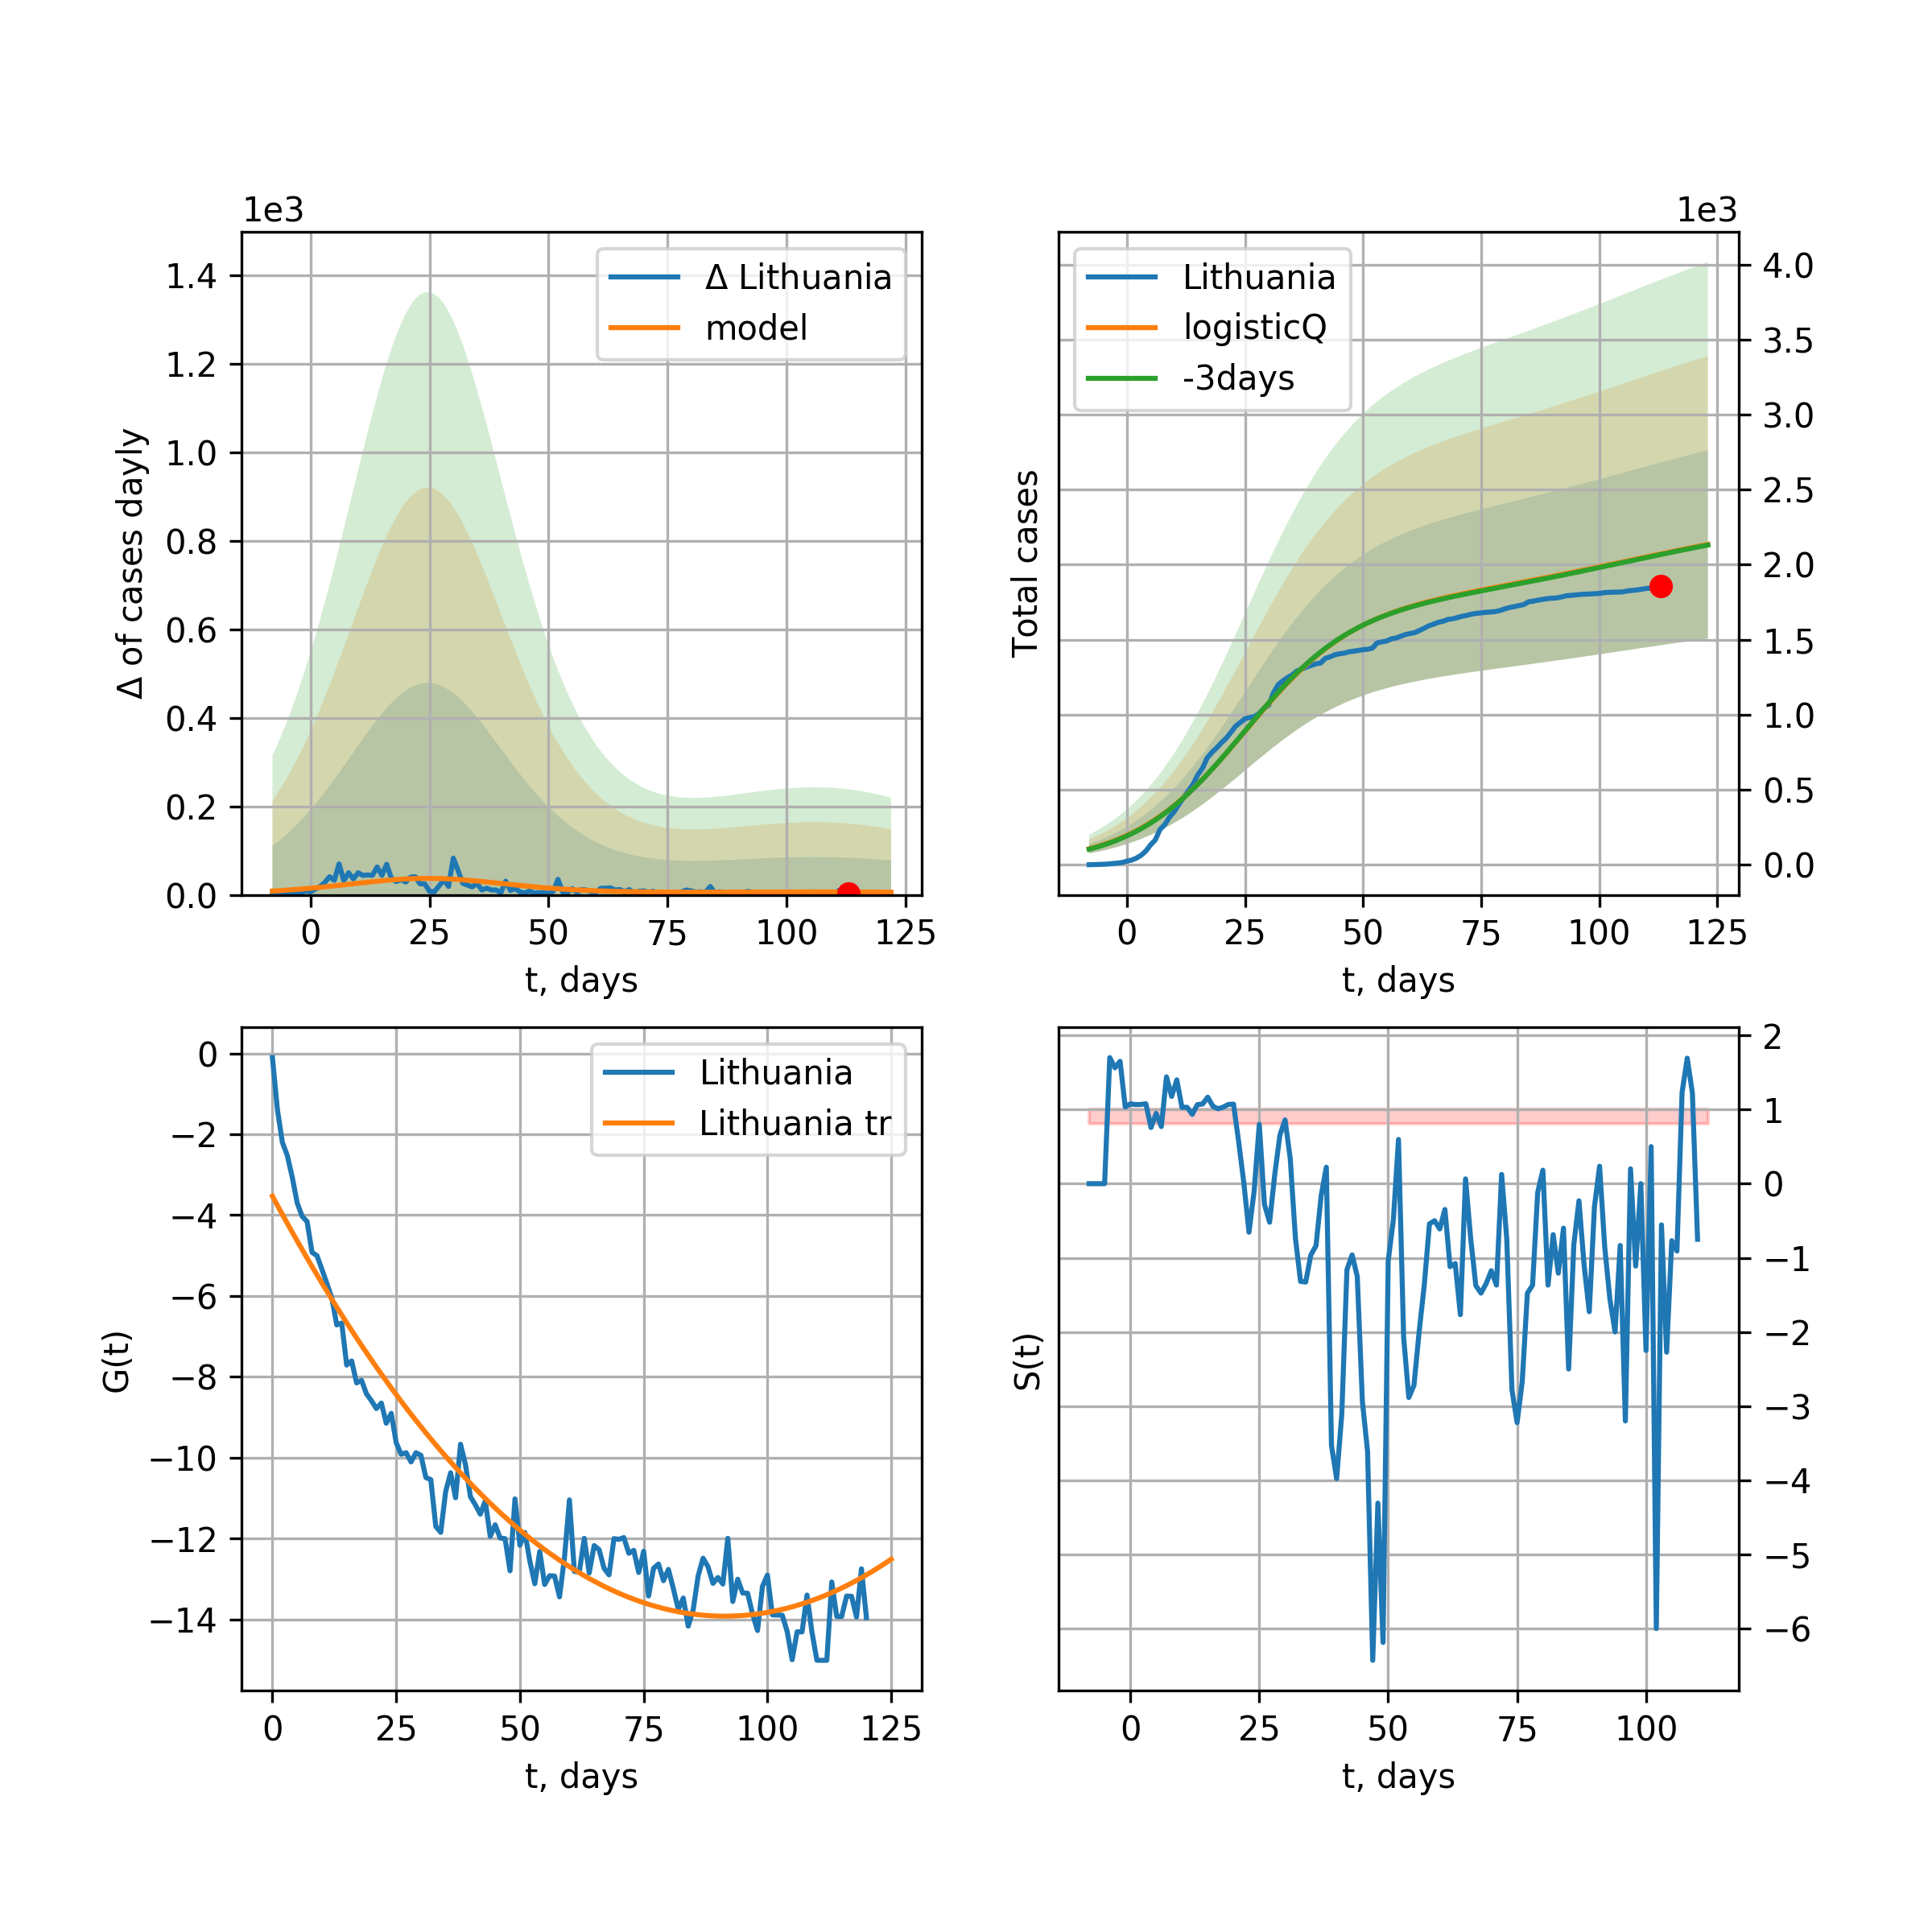 1e3
1.4
1.2
1.0
0.8
0.6
0.4
0.2
0.0
Δ of cases dayly
Δ Lithuania
model
0 25 50 75 100 125
t, days
1e3
Lithuania
logisticQ
-3days
Total cases
4.0
3.5
3.0
2.5
2.0
1.5
1.0
0.5
0.0
0 25 50 75 100 125
t, days
0
−2
−4
−6
−8
−10
−12
−14
G(t)
Lithuania
Lithuania tr
0 25 50 75 100 125
t, days
S(t)
2
1
0
−1
−2
−3
−4
−5
−6
0 25 50 75 100
t, days